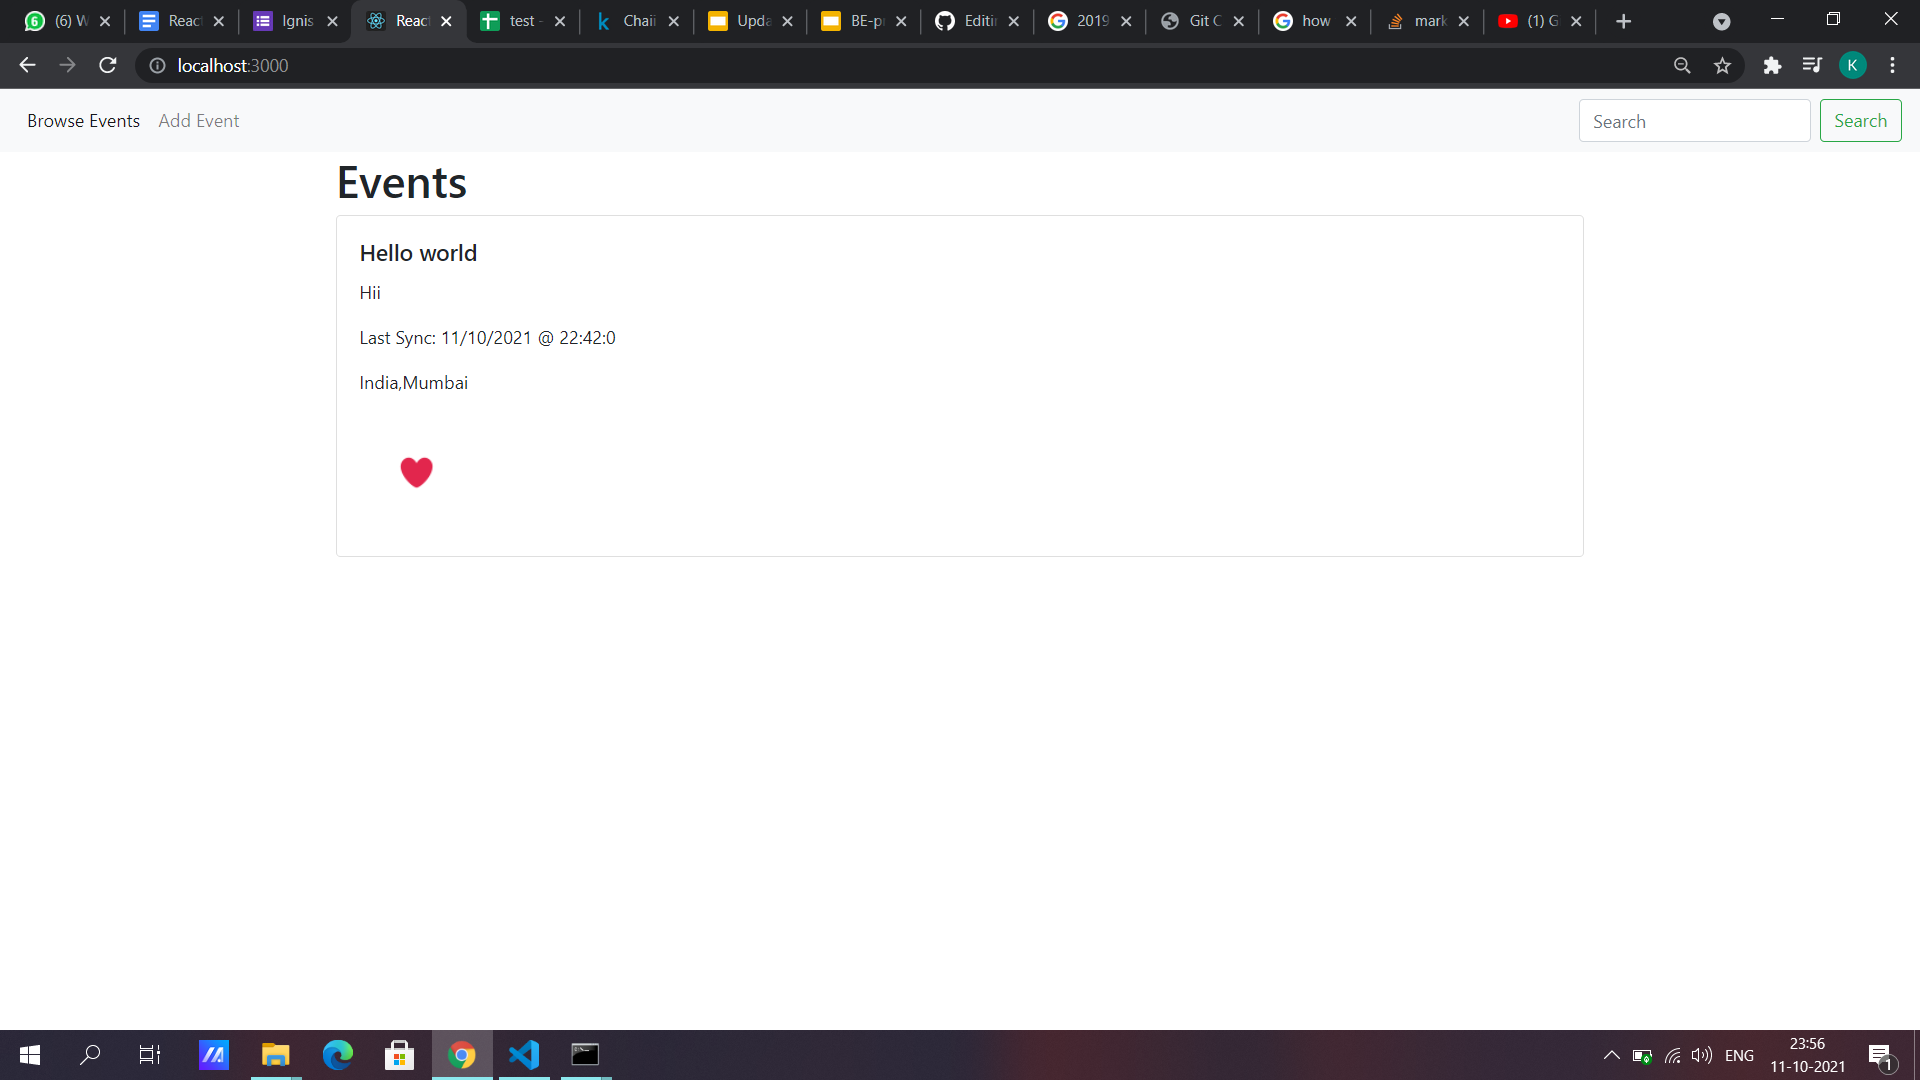 (6) W
React
Ignis
React
test -
Chaii
Upda
BE-p
Editi
2019
Git C
how
mark
(1) G
localhost:3000
K
Browse Events Add Event
Search Search
Events
Hello world
Hii
Last Sync: 11/10/2021 @ 22:42:0
India,Mumbai
ENG
23:56
11-10-2021
1